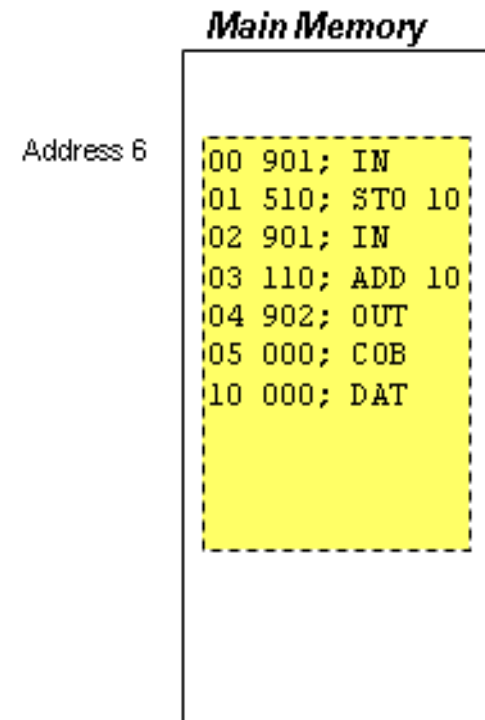 Main Memory
Address 6
00 901; IN
01 510; STO 10
02 901; IN
03 110; ADD 10
04 902; OUT
05 000; COB
10 000; DAT